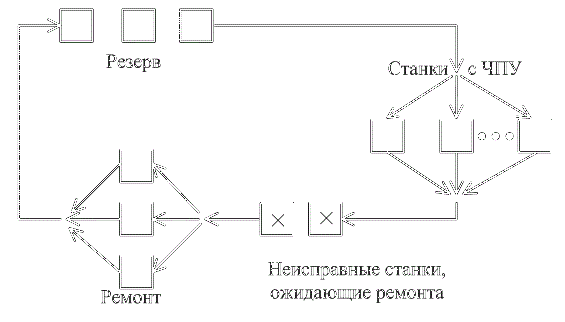 Резерв
Станки с ЧПУ
Неисправные станки,
ожидающие ремонта
Ремонт